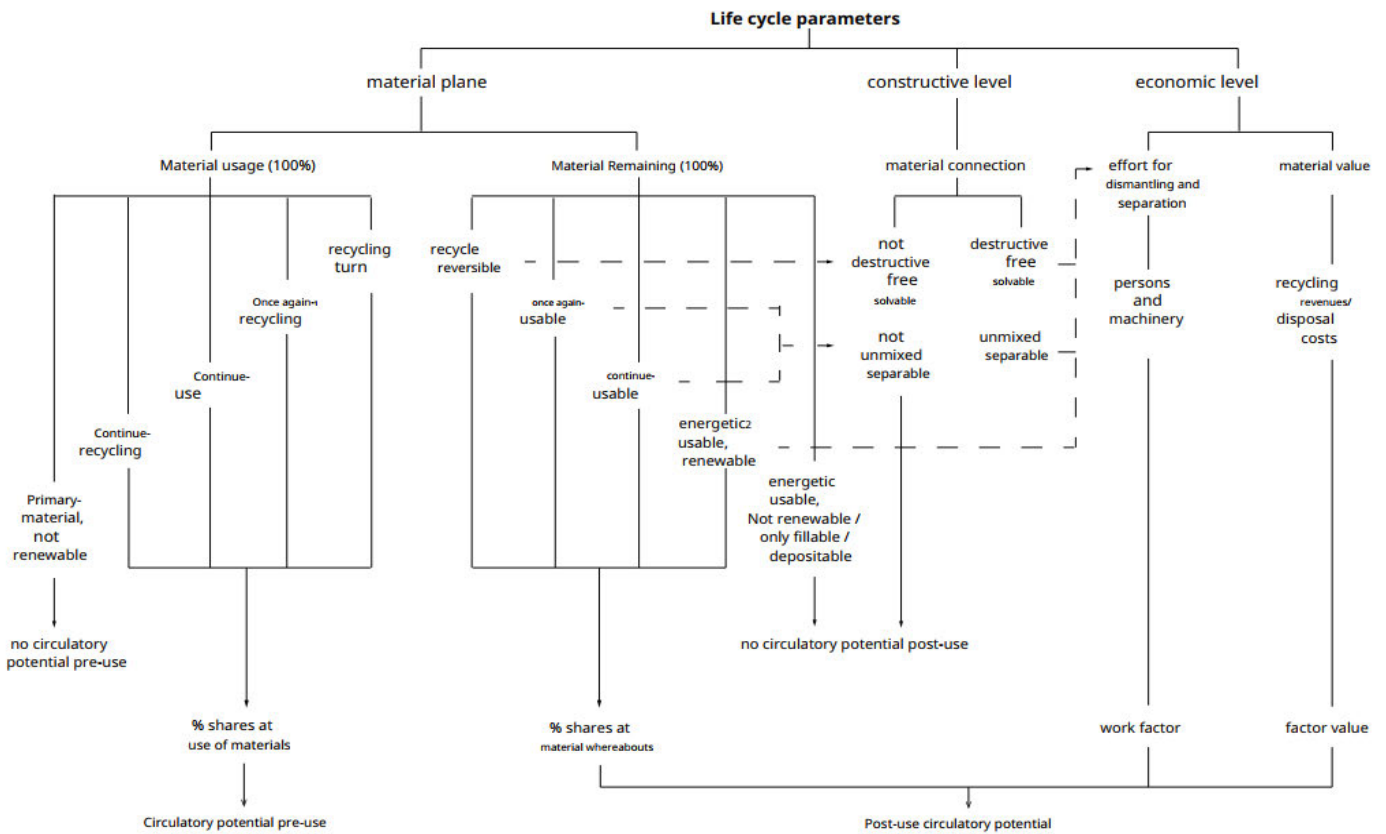 Life cycle parameters
material plane
constructive level
economic level
Material usage (100%)
Material Remaining (100%)
material connection
effort for
dismantling and
separation
material value
recycling
turn
recycle
reversible
not
destructive
free
solvable
destructive
free
solvable
persons
and
machinery
recycling
revenues/
disposal
costs
Once again-1
recycling
once again-
usable
not
unmixed
separable
unmixed
separable
Continue-
use
continue-
usable
Continue-
recycling
energetic2
usable,
renewable
Primary-
material,
not
renewable
energetic
usable,
Not renewable /
only fillable /
depositable
no circulatory
potential pre-use
no circulatory potential post-use
% shares at
use of materials
% shares at
material whereabouts
work factor
factor value
Circulatory potential pre-use
Post-use circulatory potential